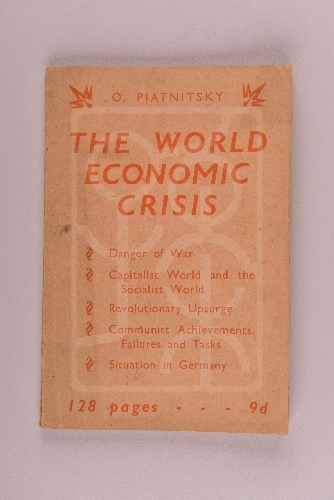 O. PIATNITSKY
THE WORLD
ECONOMIC
CRISIS
Danger of War
Capitalist World and the
Socialist World
Revolutionary Upsurge
Communist Achievements,
Failures and Tasks
Situation in Germany
128 pages - - - 9d